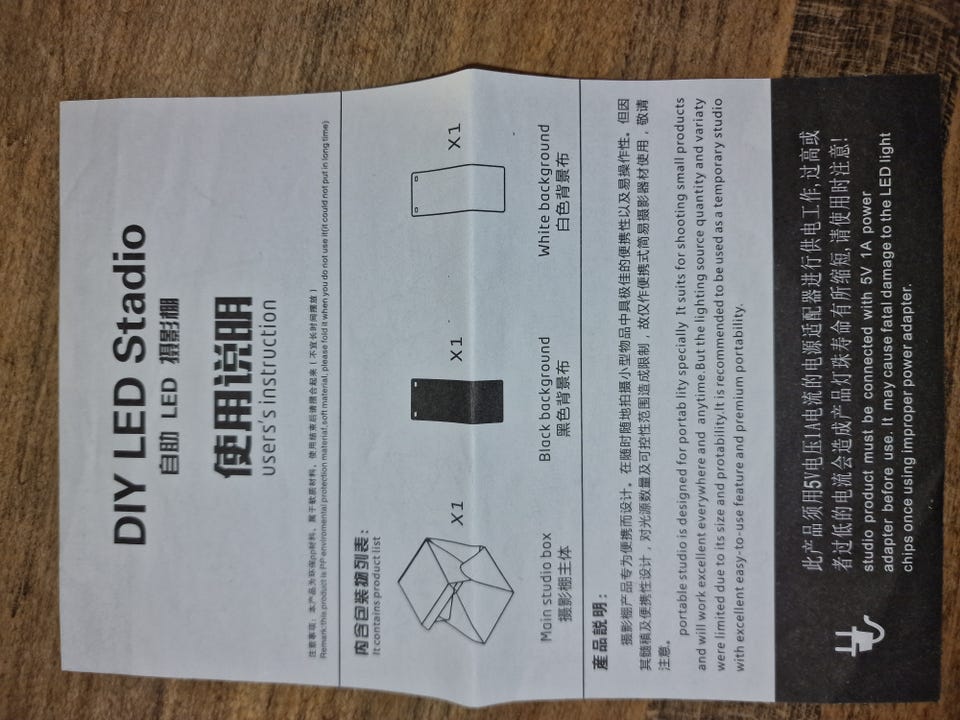 DIY LED Stadio
自助 LED 摄影棚
使用说明
users's instruction
注意事项：本产品为环保pp材料，属于软质材料，使用结束后请摺合起来（不宜长时间摆放）
Remark:this product is PP enviromental protection material,soft material, please fold it when you do not use it(it could not put in long time)
内含包装物列表：
It contains product list
X1
X1
X1
Main studio box
摄影棚主体
Black background
黑色背景布
White background
白色背景布
產品説明：
摄影棚产品专为便携而设计。在随时随地拍摄小型物品中具极佳的便携性以及易操作性。但因
其髓積及便携性设计，对光源数量及可控性范围造成限制，故仅作便携式简易摄影器材使用，敬请
注意。
portable studio is designed for portab lity specially It suits for shooting small products
and will work excellent everywhere and anytime.But the lighting source quantity and variaty
were limited due to its size and protability.It is recommended to be used as a temporary studio
with excellent easy-to-use feature and premium portability.
此产品须用5V电压1A电流的电源适配器进行供电工作,过高或
者过低的电流会造成产品灯珠寿命有所缩短,请使用时注意!
studio product must be connected with 5V 1A power
adapter before use. It may cause fatal damage to the LED light
chips once using improper power adapter.